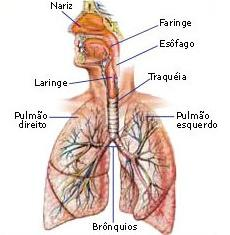 Nariz
Faringe
Esôfago
Laringe
Traquéia
Pulmão
direito
Pulmão
esquerdo
Brônquios